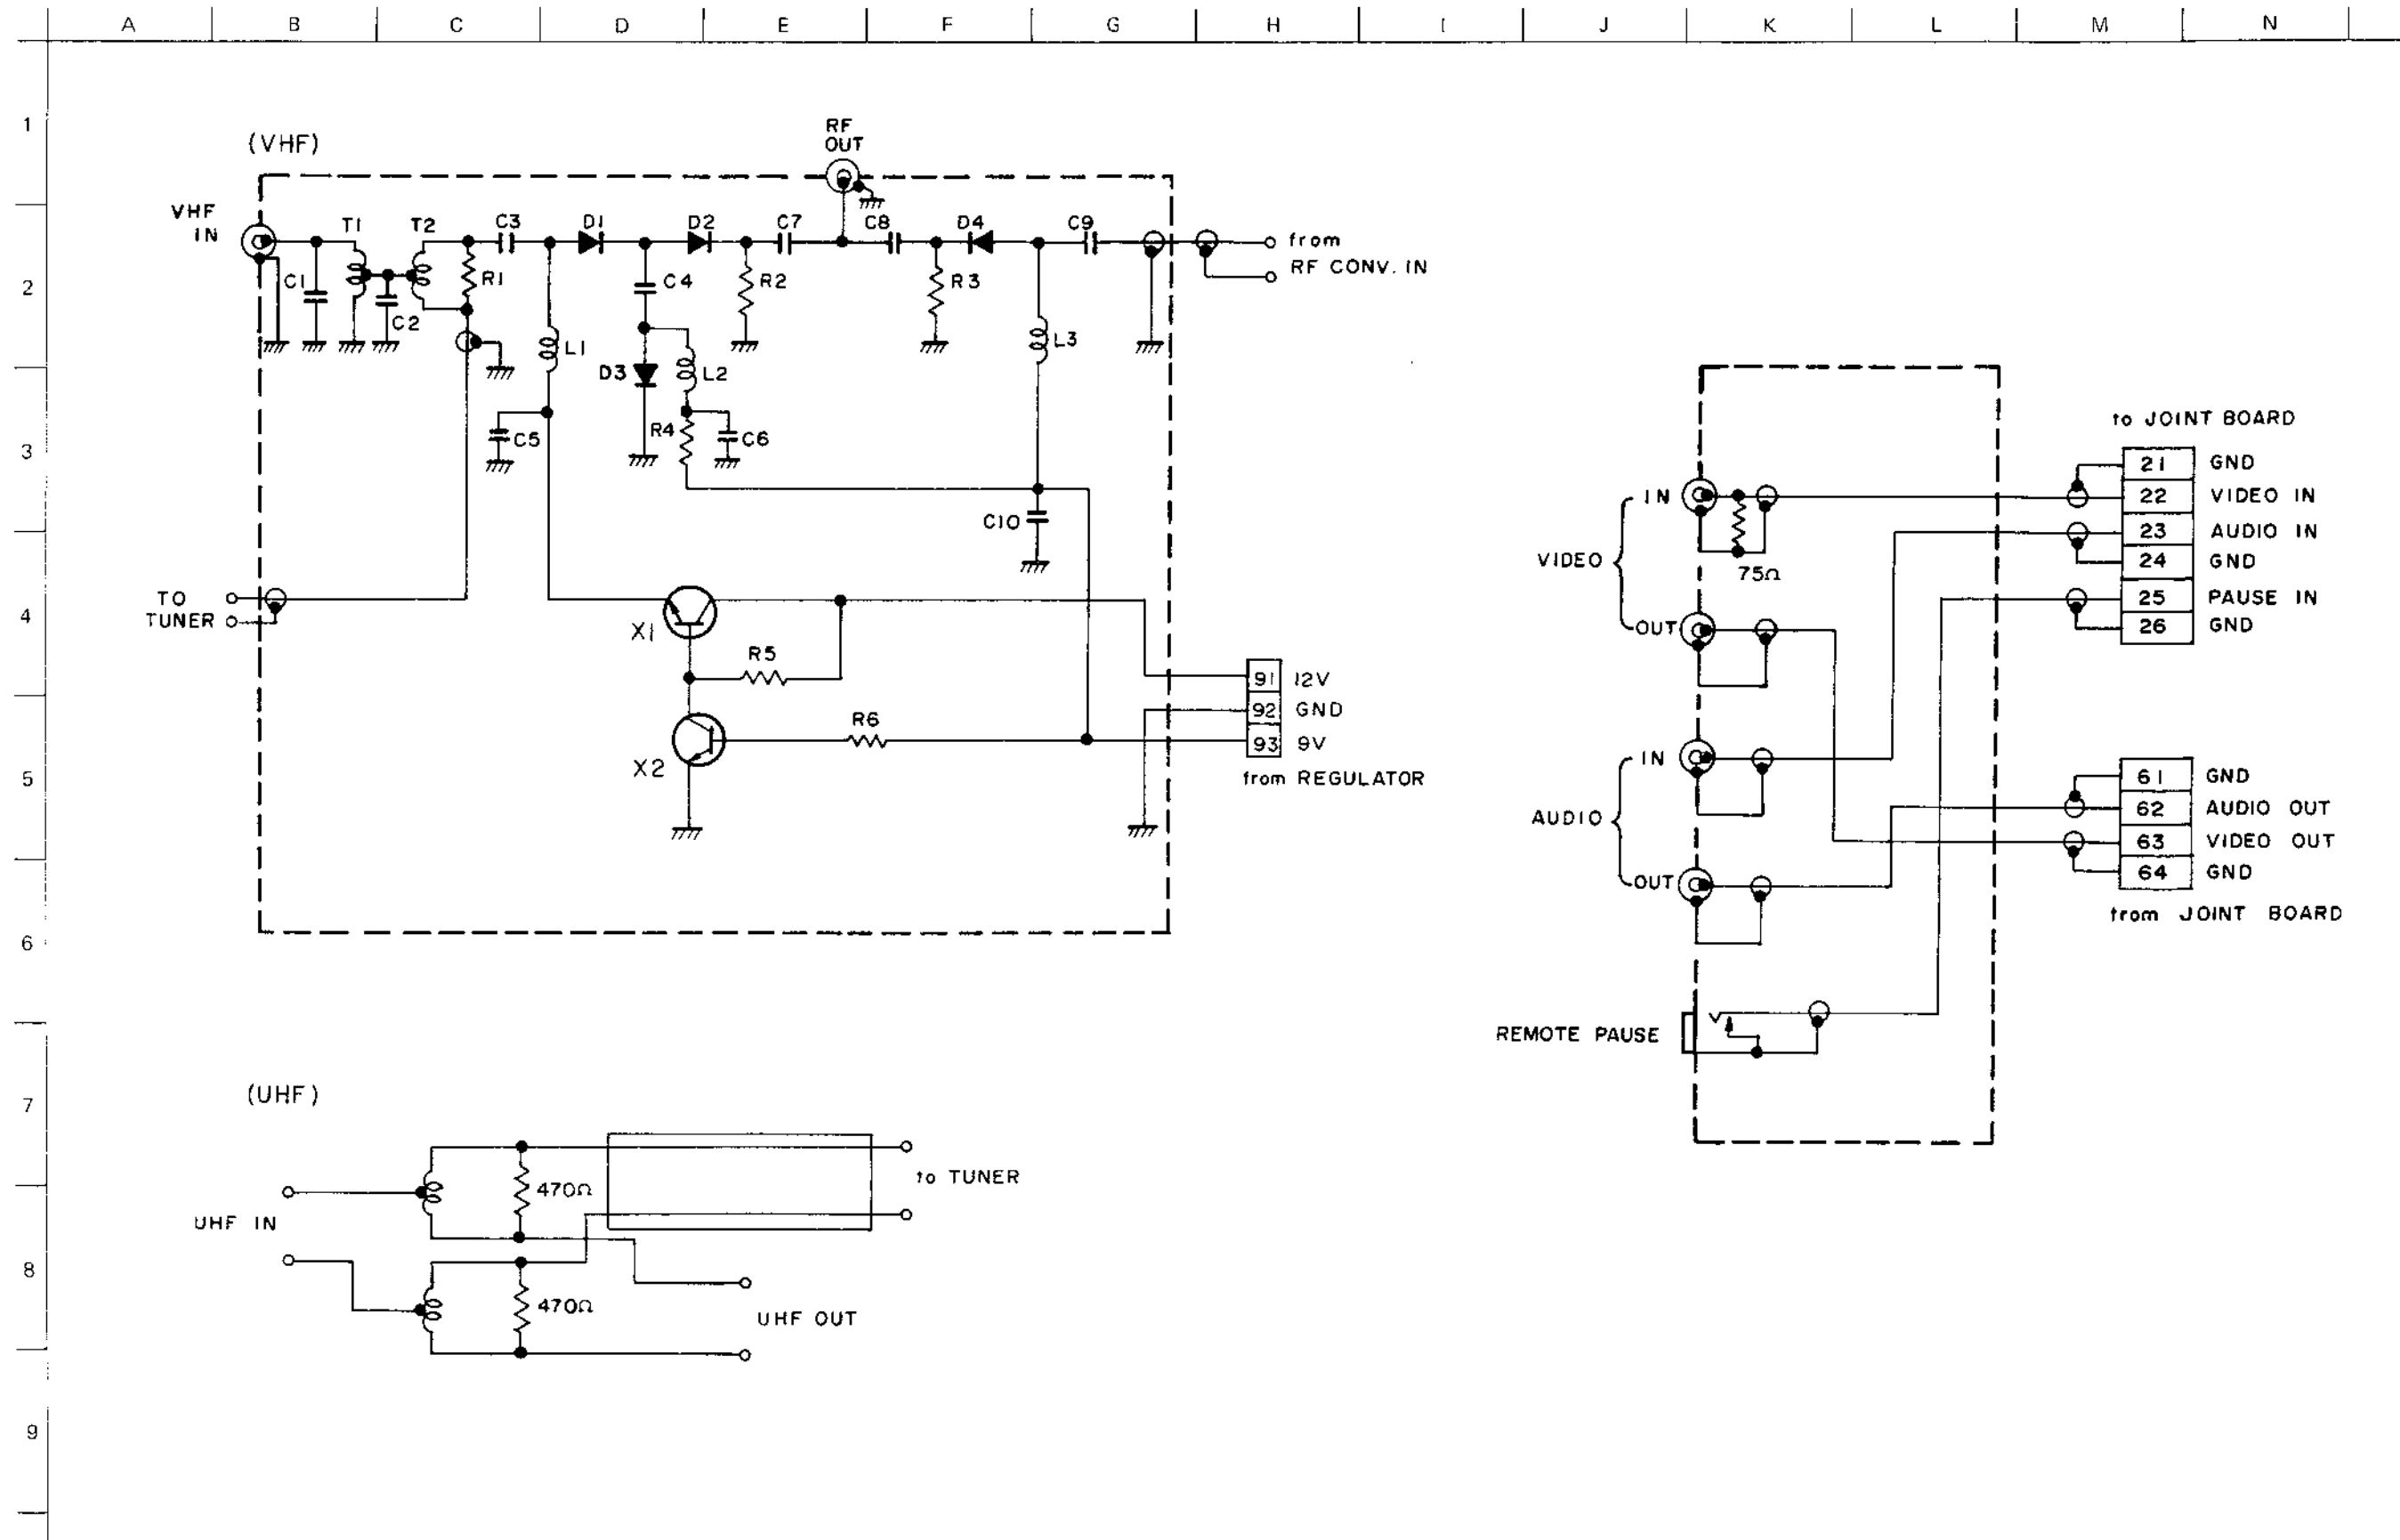 A B C D E F G H I J K L M N
1
2
3
4
5
6
7
8
9
(VHF)
RF
OUT
VHF
IN
T1
T2
C3
D1
D2
C7
C8
D4
C9
from
RF CONV. IN
C1
C2
R1
C4
R2
R3
L1
D3
L2
L3
C5
R4
C6
C10
TO
TUNER
X1
R5
X2
R6
91 12V
92 GND
93 9V
from REGULATOR
(UHF)
UHF IN
470Ω
470Ω
to TUNER
UHF OUT
VIDEO
IN
75Ω
OUT
AUDIO
IN
OUT
REMOTE PAUSE
to JOINT BOARD
21 GND
22 VIDEO IN
23 AUDIO IN
24 GND
25 PAUSE IN
26 GND
61 GND
62 AUDIO OUT
63 VIDEO OUT
64 GND
from JOINT BOARD